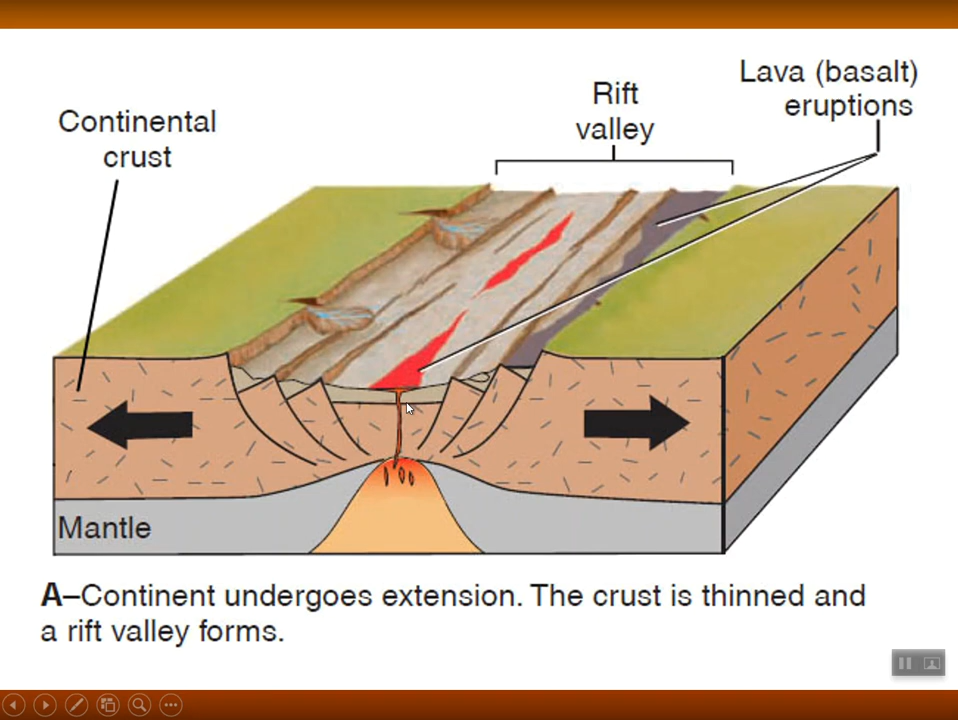 Continental
crust
Rift
valley
Lava (basalt)
eruptions
Mantle
A–Continent undergoes extension. The crust is thinned and
a rift valley forms.